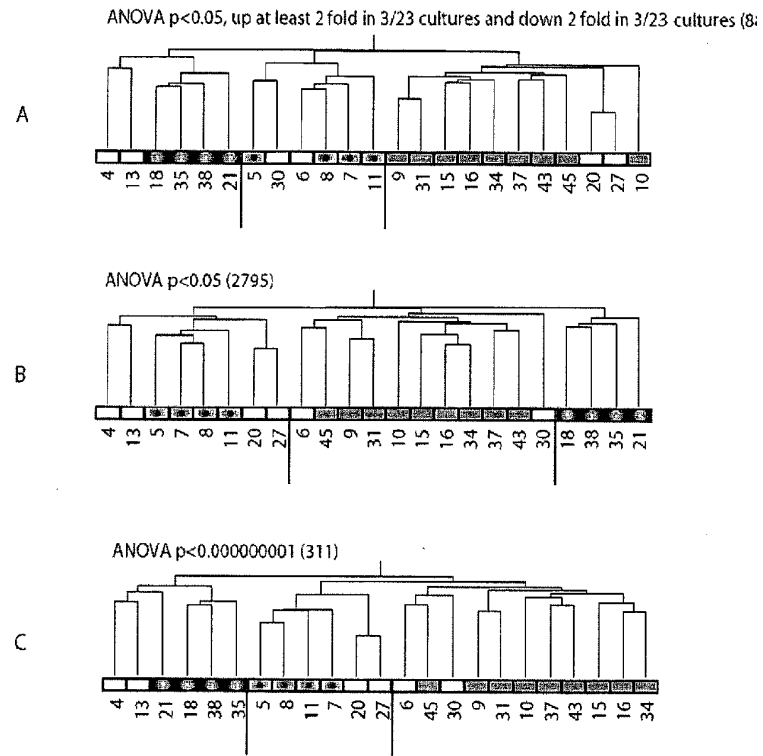 ANOVA p<0.05, up at least 2 fold in 3/23 cultures and down 2 fold in 3/23 cultures
A
4 13 18 35 38 21 5 30 6 8 7 11 9 31 15 16 34 37 43 45 20 27 10
ANOVA p<0.05 (2795)
B
4 13 5 7 8 11 20 27 6 45 9 31 10 15 16 34 37 43 30 18 38 35 21
ANOVA p<0.000000001 (311)
C
4 13 21 18 38 35 5 8 11 7 20 27 6 45 30 9 31 10 37 43 15 16 34